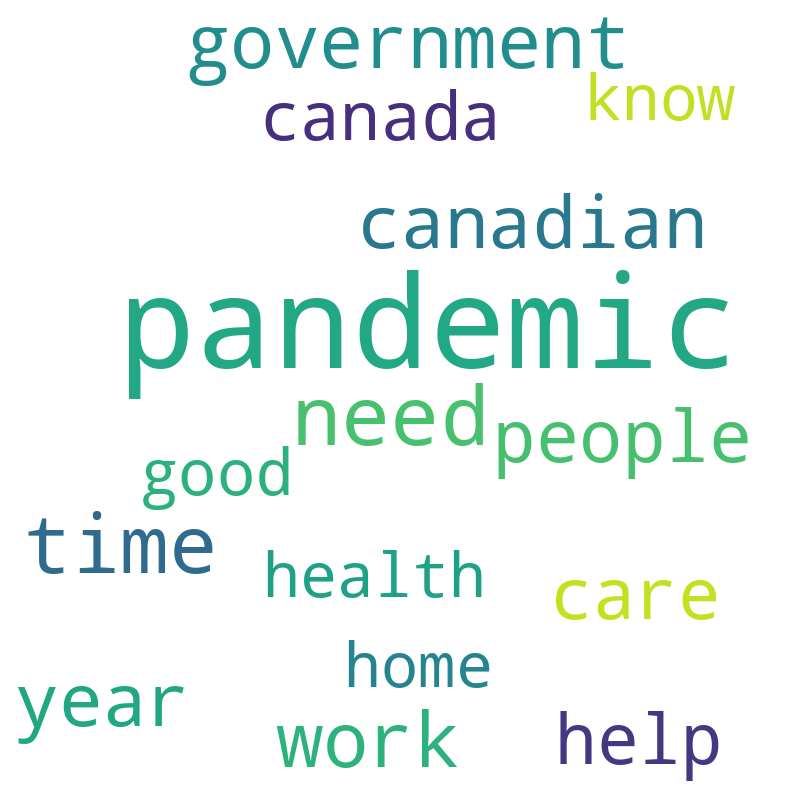 government
know
canada
canadian
pandemic
need
people
good
time
health
care
home
year
work
help